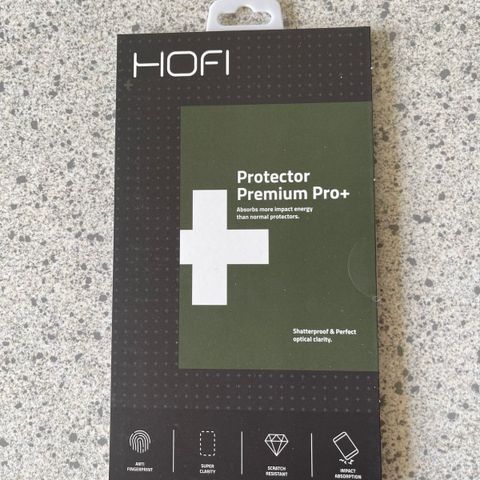 HOFI
Protector
Premium Pro+
Absorbs more impact energy
than normal protectors.
Shatterproof & Perfect
optical clarity.
ANTI
FINGERPRINT
SUPER
CLARITY
SCRATCH
RESISTANT
IMPACT
ABSORPTION